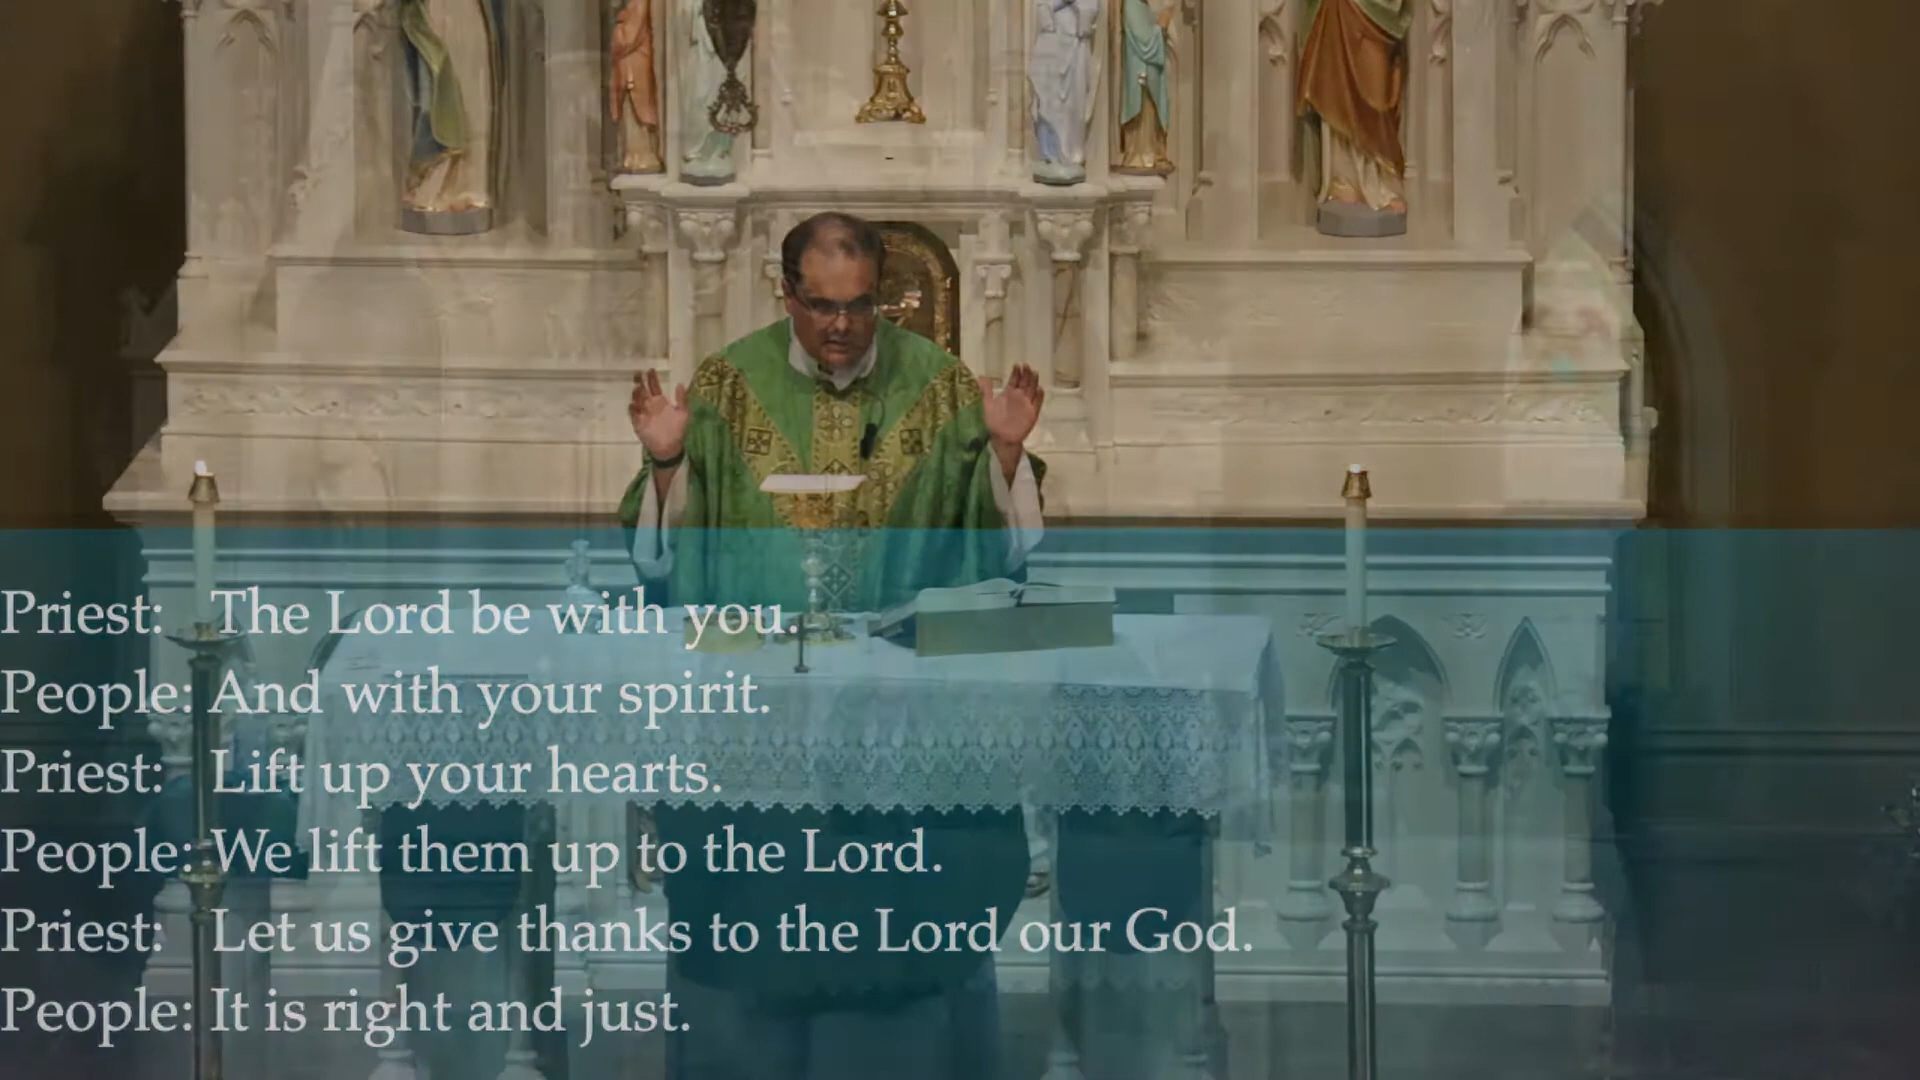 Priest: The Lord be with you.
People: And with your spirit.
Priest: Lift up your hearts.
People: We lift them up to the Lord.
Priest: Let us give thanks to the Lord our God.
People: It is right and just.